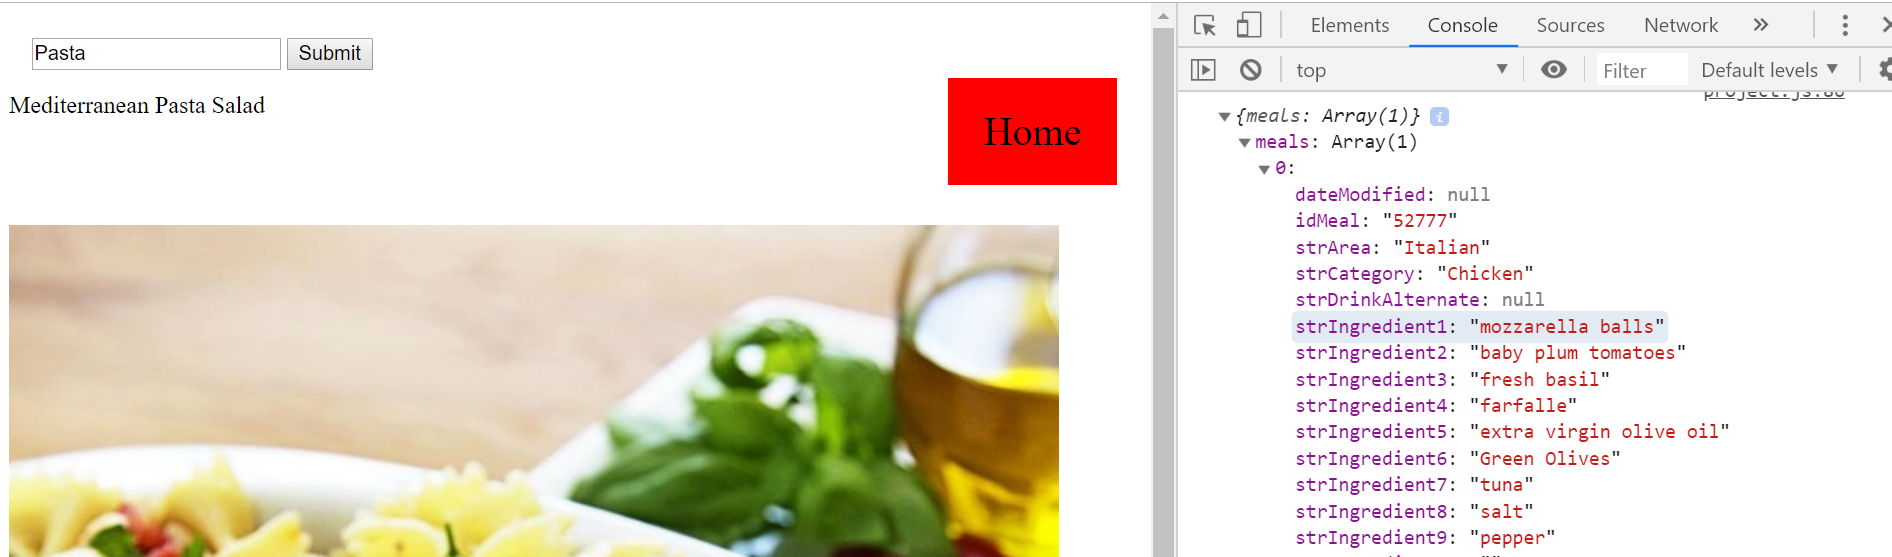 Pasta Submit
Mediterranean Pasta Salad
Home
Elements Console Sources Network »
top Filter Default levels
project.js:86
{meals: Array(1)} i
meals: Array(1)
0:
dateModified: null
idMeal: "52777"
strArea: "Italian"
strCategory: "Chicken"
strDrinkAlternate: null
strIngredient1: "mozzarella balls"
strIngredient2: "baby plum tomatoes"
strIngredient3: "fresh basil"
strIngredient4: "farfalle"
strIngredient5: "extra virgin olive oil"
strIngredient6: "Green Olives"
strIngredient7: "tuna"
strIngredient8: "salt"
strIngredient9: "pepper"